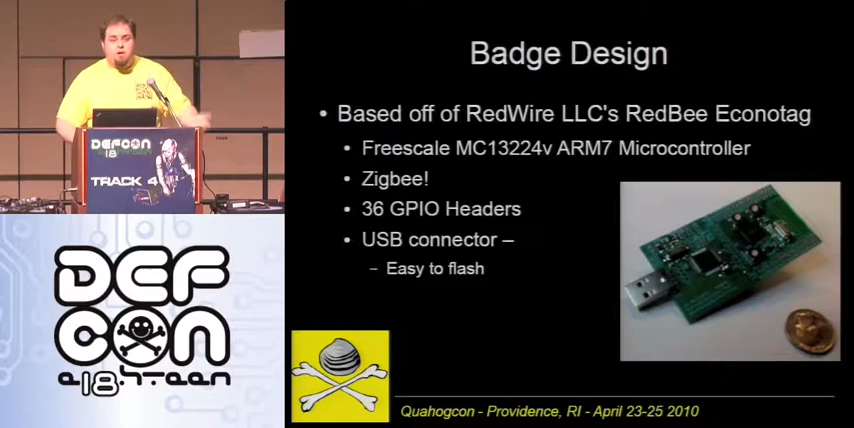 Badge Design
• Based off of RedWire LLC's RedBee Econotag
• Freescale MC13224v ARM7 Microcontroller
• Zigbee!
• 36 GPIO Headers
• USB connector –
– Easy to flash
Quahogcon - Providence, RI - April 23-25 2010
DEFCON
18
TRACK 4
DEF
CON
e18hteen